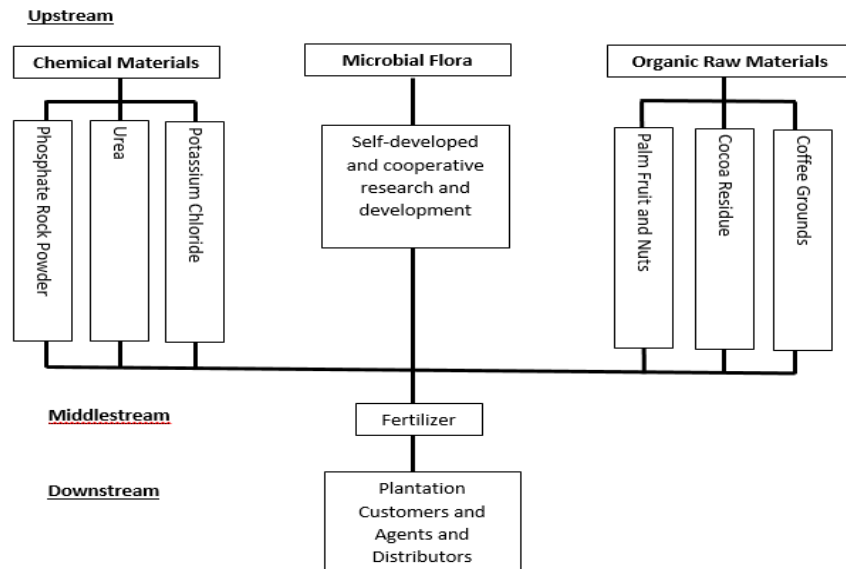 Upstream
Chemical Materials
Microbial Flora
Organic Raw Materials
Phosphate Rock Powder
Urea
Potassium Chloride
Self-developed
and cooperative
research and
development
Palm Fruit and Nuts
Cocoa Residue
Coffee Grounds
Middlestream
Fertilizer
Downstream
Plantation
Customers and
Agents and
Distributors